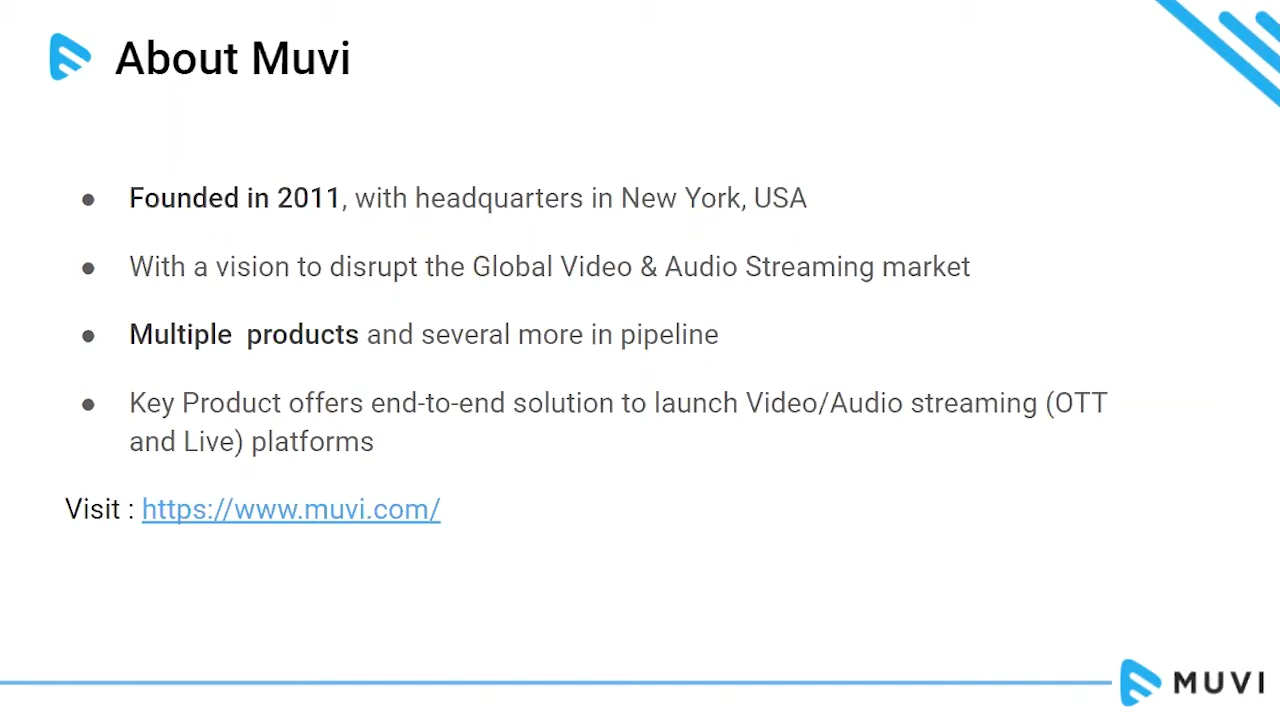 About Muvi
● Founded in 2011, with headquarters in New York, USA
● With a vision to disrupt the Global Video & Audio Streaming market
● Multiple  products and several more in pipeline
● Key Product offers end-to-end solution to launch Video/Audio streaming (OTT
and Live) platforms
Visit : https://www.muvi.com/
MUVI